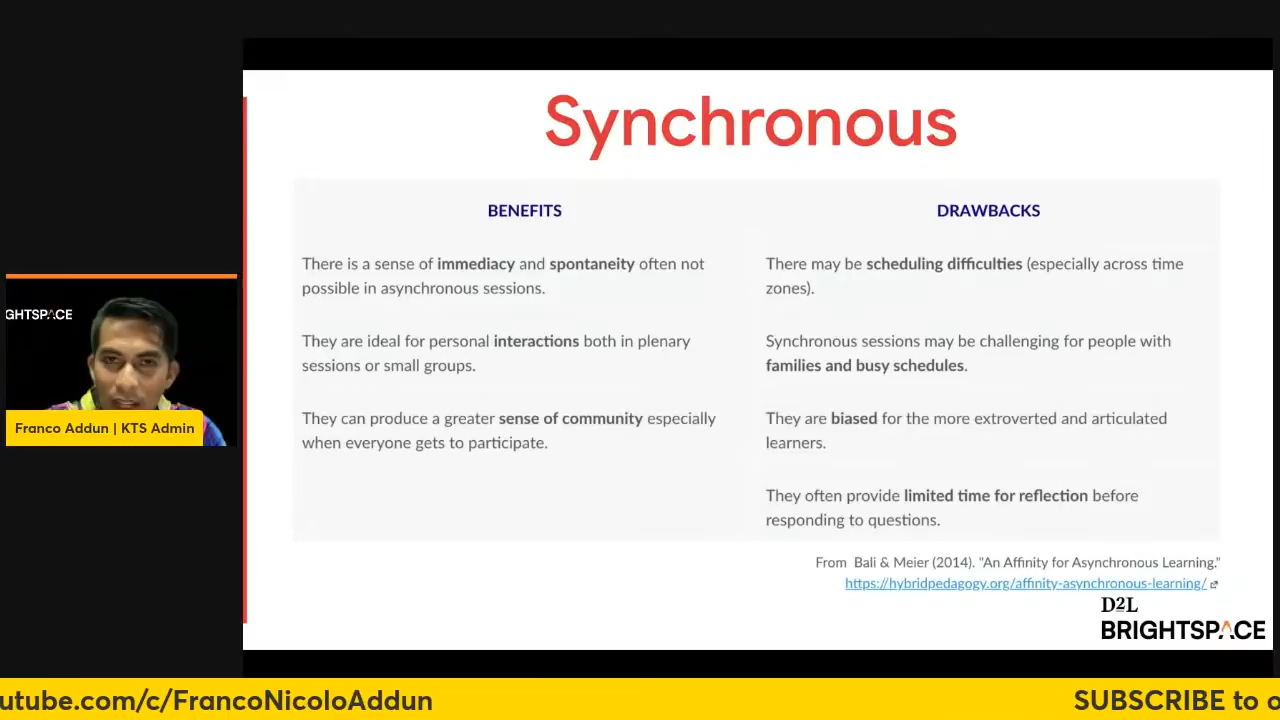 Synchronous
BENEFITS
There is a sense of immediacy and spontaneity often not
possible in asynchronous sessions.
They are ideal for personal interactions both in plenary
sessions or small groups.
They can produce a greater sense of community especially
when everyone gets to participate.
DRAWBACKS
There may be scheduling difficulties (especially across time
zones).
Synchronous sessions may be challenging for people with
families and busy schedules.
They are biased for the more extroverted and articulated
learners.
They often provide limited time for reflection before
responding to questions.
From Bali & Meier (2014). "An Affinity for Asynchronous Learning."
https://hybridpedagogy.org/affinity-asynchronous-learning/
D2L
BRIGHTSPACE
GHTSPACE
Franco Addun | KTS Admin
utube.com/c/FrancoNicoloAddun
SUBSCRIBE to